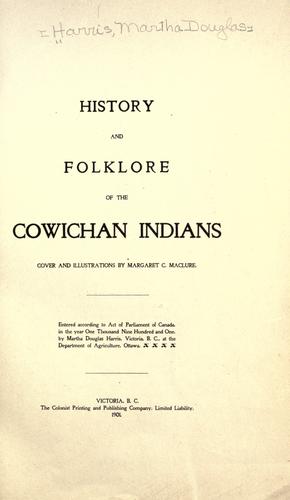 Harris, Martha Douglas
HISTORY
AND
FOLKLORE
OF THE
COWICHAN INDIANS
COVER AND ILLUSTRATIONS BY MARGARET C. MACLURE.
Entered according to Act of Parliament of Canada.
in the year One Thousand Nine Hundred and One.
by Martha Douglas Harris. Victoria. B. C., at the
Department of Agriculture. Ottawa. X X X X
VICTORIA. B. C.
The Colonist Printing and Publishing Company. Limited Liability.
1901.